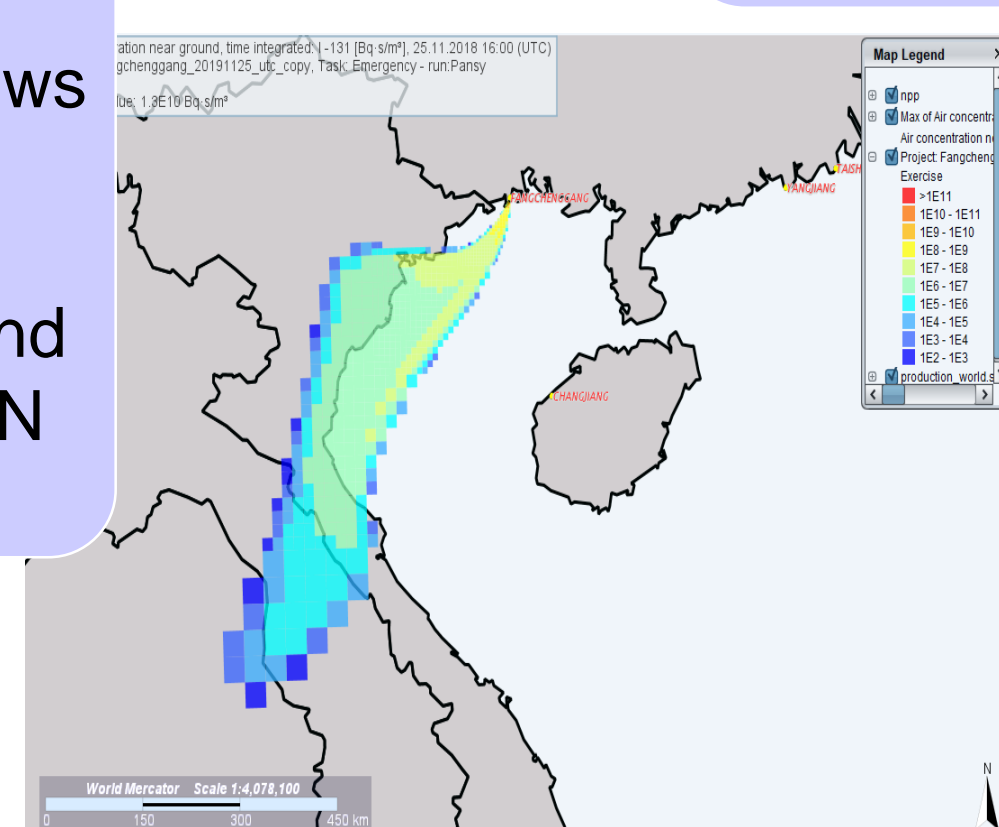 ws
nd
N
ation near ground, time integrated: I -131 [Bq·s/m³], 25.11.2018 16:00 (UTC)
gchenggang_20191125_utc_copy, Task: Emergency - run:Pansy
lue: 1.3E10 Bq·s/m³
FANGCHENGGANG
YANGJIANG
TAISH
CHANGJIANG
Map Legend
npp
Max of Air concentra
Air concentration n
Project: Fangcheng
Exercise
>1E11
1E10 - 1E11
1E9 - 1E10
1E8 - 1E9
1E7 - 1E8
1E6 - 1E7
1E5 - 1E6
1E4 - 1E5
1E3 - 1E4
1E2 - 1E3
production_world.s
World Mercator Scale 1:4,078,100
0 150 300 450 km
N